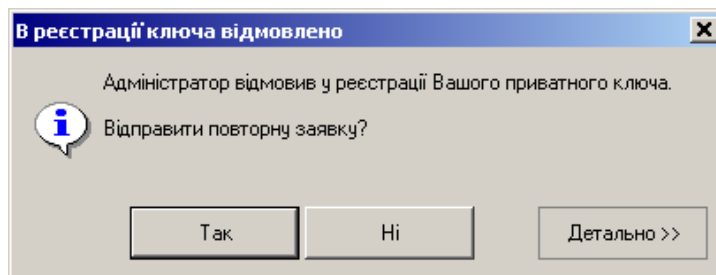 В реєстрації ключа відмовлено
Адміністратор відмовив у реєстрації Вашого приватного ключа.
Відправити повторну заявку?
Так
Ні
Детально >>